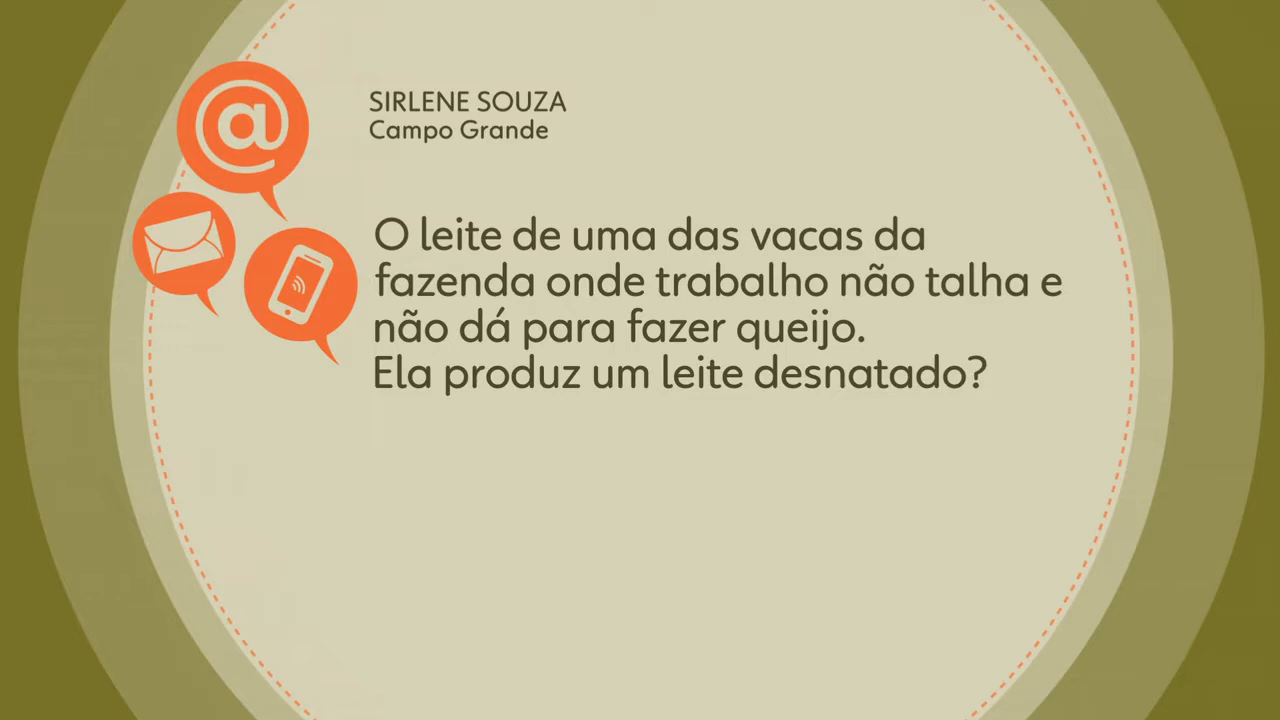 SIRLENE SOUZA
Campo Grande
O leite de uma das vacas da
fazenda onde trabalho não talha e
não dá para fazer queijo.
Ela produz um leite desnatado?